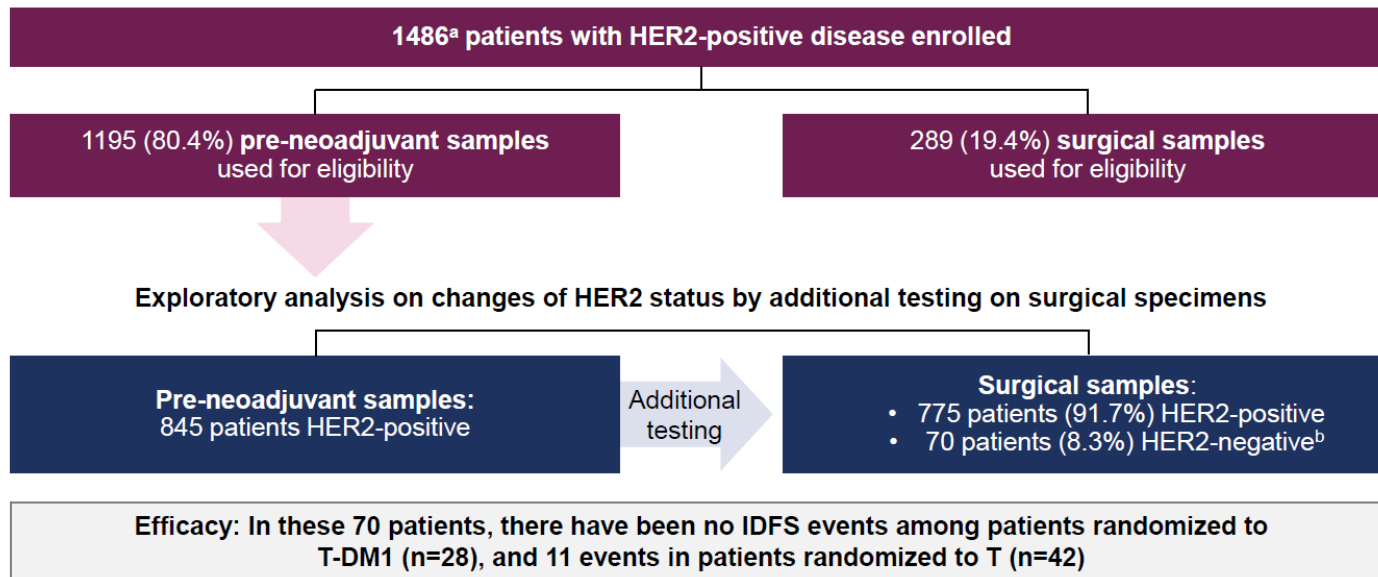 1486ᵃ patients with HER2-positive disease enrolled
1195 (80.4%) pre-neoadjuvant samples
used for eligibility
289 (19.4%) surgical samples
used for eligibility
Exploratory analysis on changes of HER2 status by additional testing on surgical specimens
Pre-neoadjuvant samples:
845 patients HER2-positive
Additional
testing
Surgical samples:
• 775 patients (91.7%) HER2-positive
• 70 patients (8.3%) HER2-negativeᵇ
Efficacy: In these 70 patients, there have been no IDFS events among patients randomized to
T-DM1 (n=28), and 11 events in patients randomized to T (n=42)